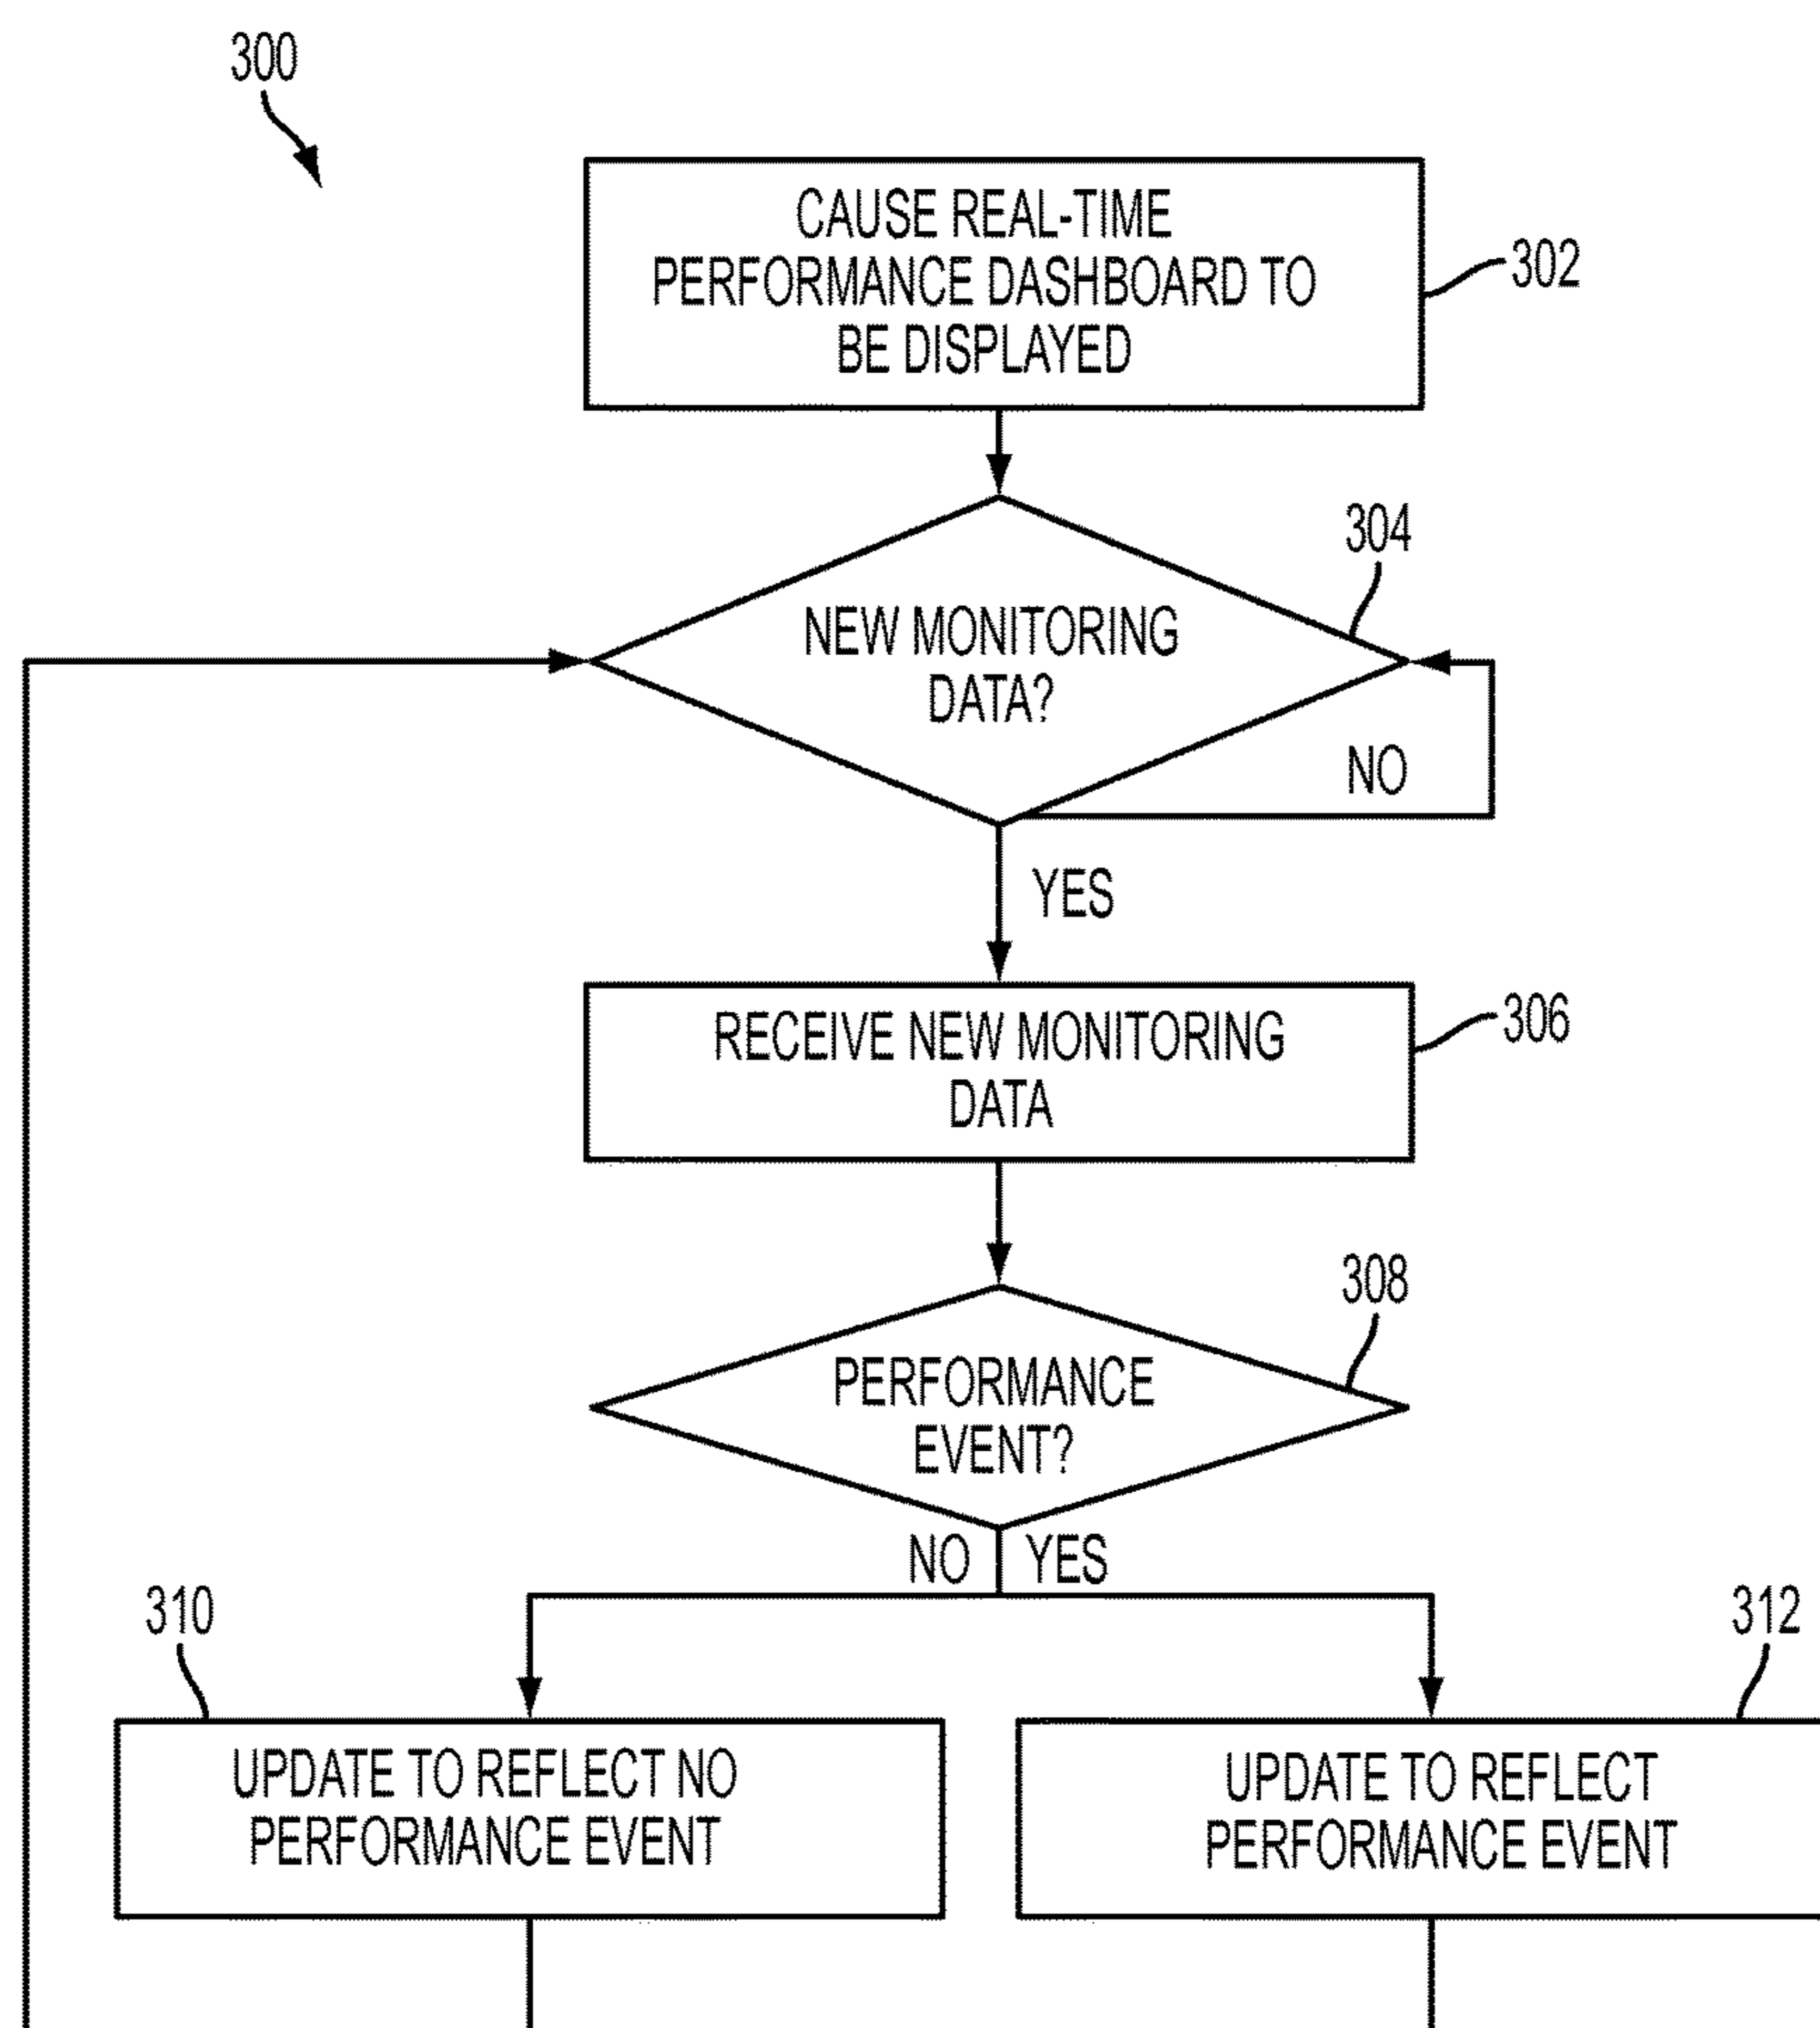 300
CAUSE REAL-TIME
PERFORMANCE DASHBOARD TO
BE DISPLAYED
302
304
NEW MONITORING
DATA?
NO
YES
RECEIVE NEW MONITORING
DATA
306
308
PERFORMANCE
EVENT?
NO YES
310
312
UPDATE TO REFLECT NO
PERFORMANCE EVENT
UPDATE TO REFLECT
PERFORMANCE EVENT